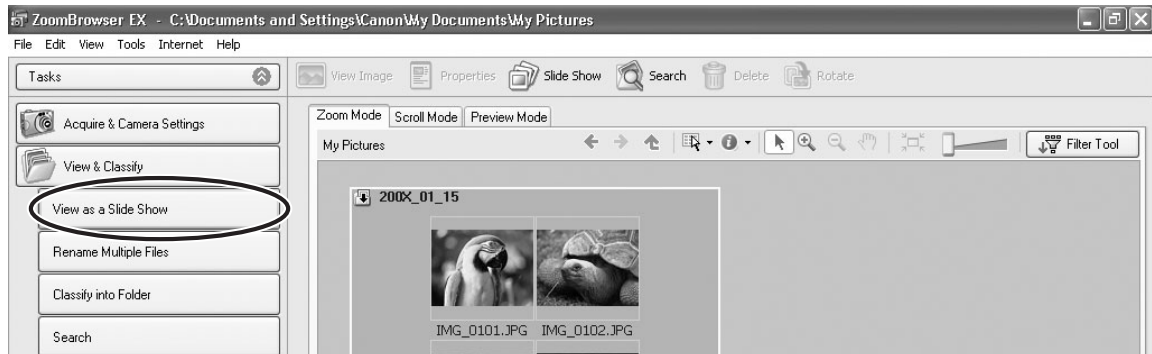 ZoomBrowser EX - C:\Documents and Settings\Canon\My Documents\My Pictures
File Edit View Tools Internet Help
Tasks
View Image Properties Slide Show Search Delete Rotate
Acquire & Camera Settings
View & Classify
View as a Slide Show
Rename Multiple Files
Classify into Folder
Search
Zoom Mode Scroll Mode Preview Mode
My Pictures
Filter Tool
200X_01_15
IMG_0101.JPG IMG_0102.JPG